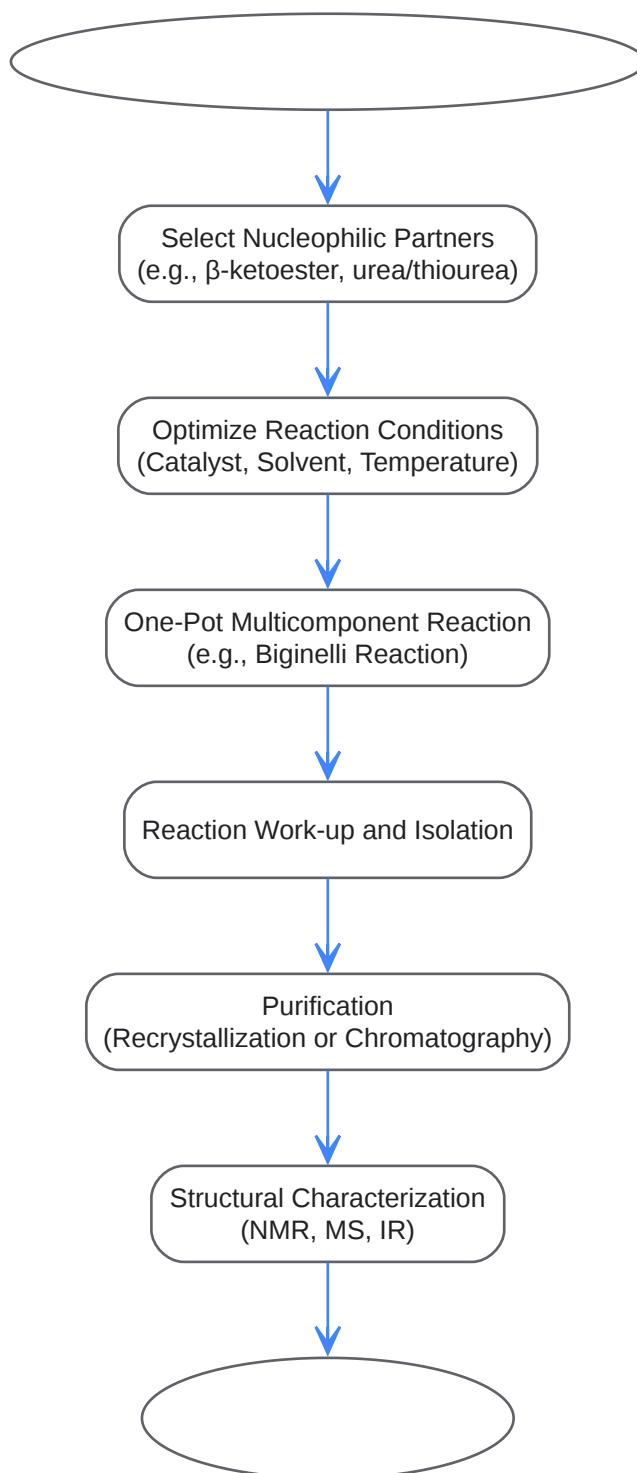 Select Nucleophilic Partners
(e.g., β-ketoester, urea/thiourea)
Optimize Reaction Conditions
(Catalyst, Solvent, Temperature)
One-Pot Multicomponent Reaction
(e.g., Biginelli Reaction)
Reaction Work-up and Isolation
Purification
(Recrystallization or Chromatography)
Structural Characterization
(NMR, MS, IR)